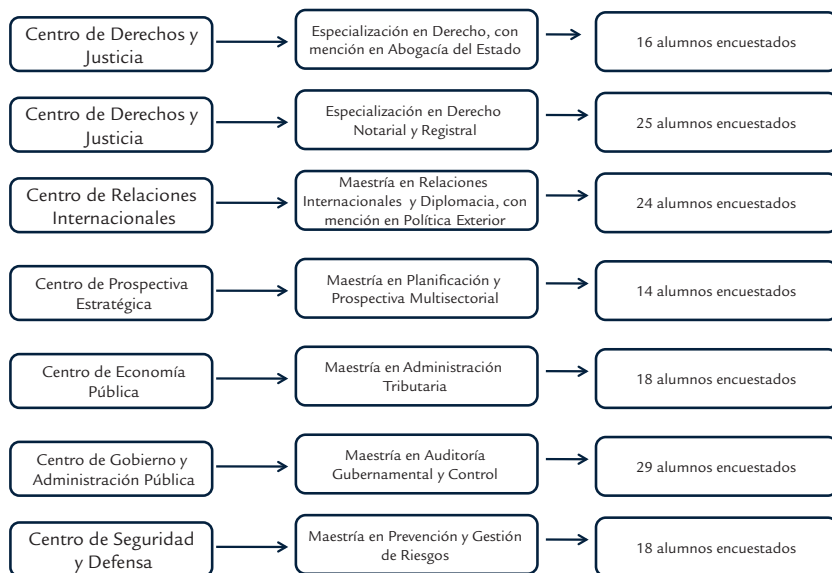 Centro de Derechos y
Justicia
Especialización en Derecho, con
mención en Abogacía del Estado
16 alumnos encuestados
Centro de Derechos y
Justicia
Especialización en Derecho
Notarial y Registral
25 alumnos encuestados
Centro de Relaciones
Internacionales
Maestría en Relaciones
Internacionales y Diplomacia, con
mención en Política Exterior
24 alumnos encuestados
Centro de Prospectiva
Estratégica
Maestría en Planificación y
Prospectiva Multisectorial
14 alumnos encuestados
Centro de Economía
Pública
Maestría en Administración
Tributaria
18 alumnos encuestados
Centro de Gobierno y
Administración Pública
Maestría en Auditoría
Gubernamental y Control
29 alumnos encuestados
Centro de Seguridad
y Defensa
Maestría en Prevención y Gestión
de Riesgos
18 alumnos encuestados